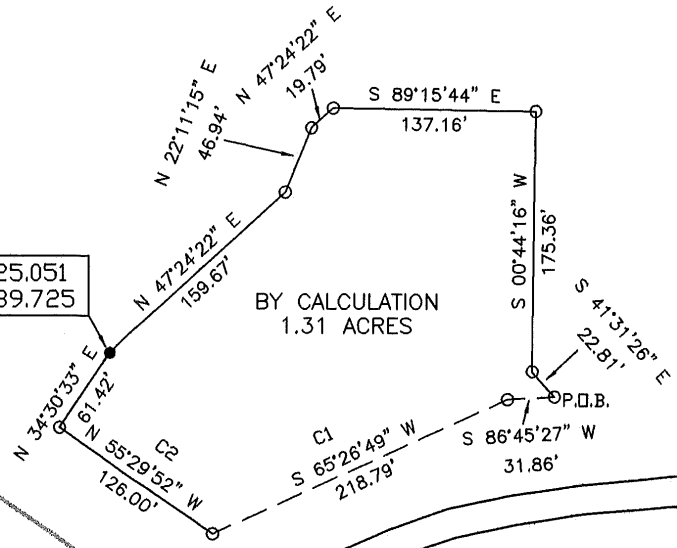 N 47°24'22" E
19.79'
N 22°11'15" E
46.94'
S 89°15'44" E
137.16'
S 00°44'16" W
175.36'
N 47°24'22" E
159.67'
25.051
39.725
BY CALCULATION
1.31 ACRES
S 41°31'26" E
22.81'
N 34°30'33" E
61.42'
P.O.B.
C2
N 55°29'52" W
126.00'
C1
S 65°26'49" W
218.79'
S 86°45'27" W
31.86'